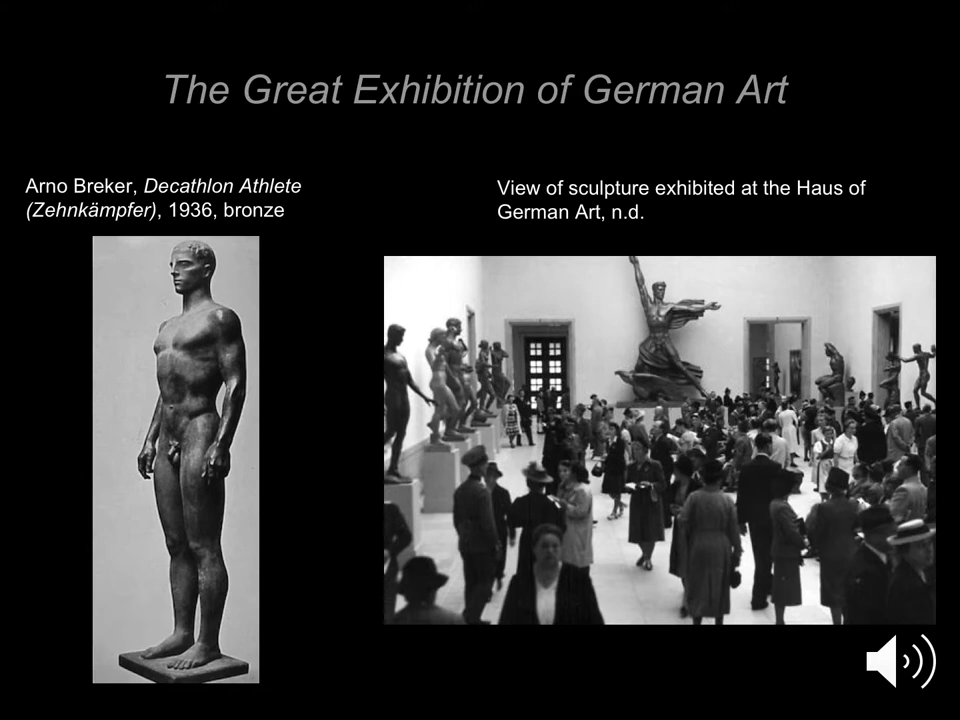 The Great Exhibition of German Art
Arno Breker, Decathlon Athlete
(Zehnkämpfer), 1936, bronze
View of sculpture exhibited at the Haus of
German Art, n.d.